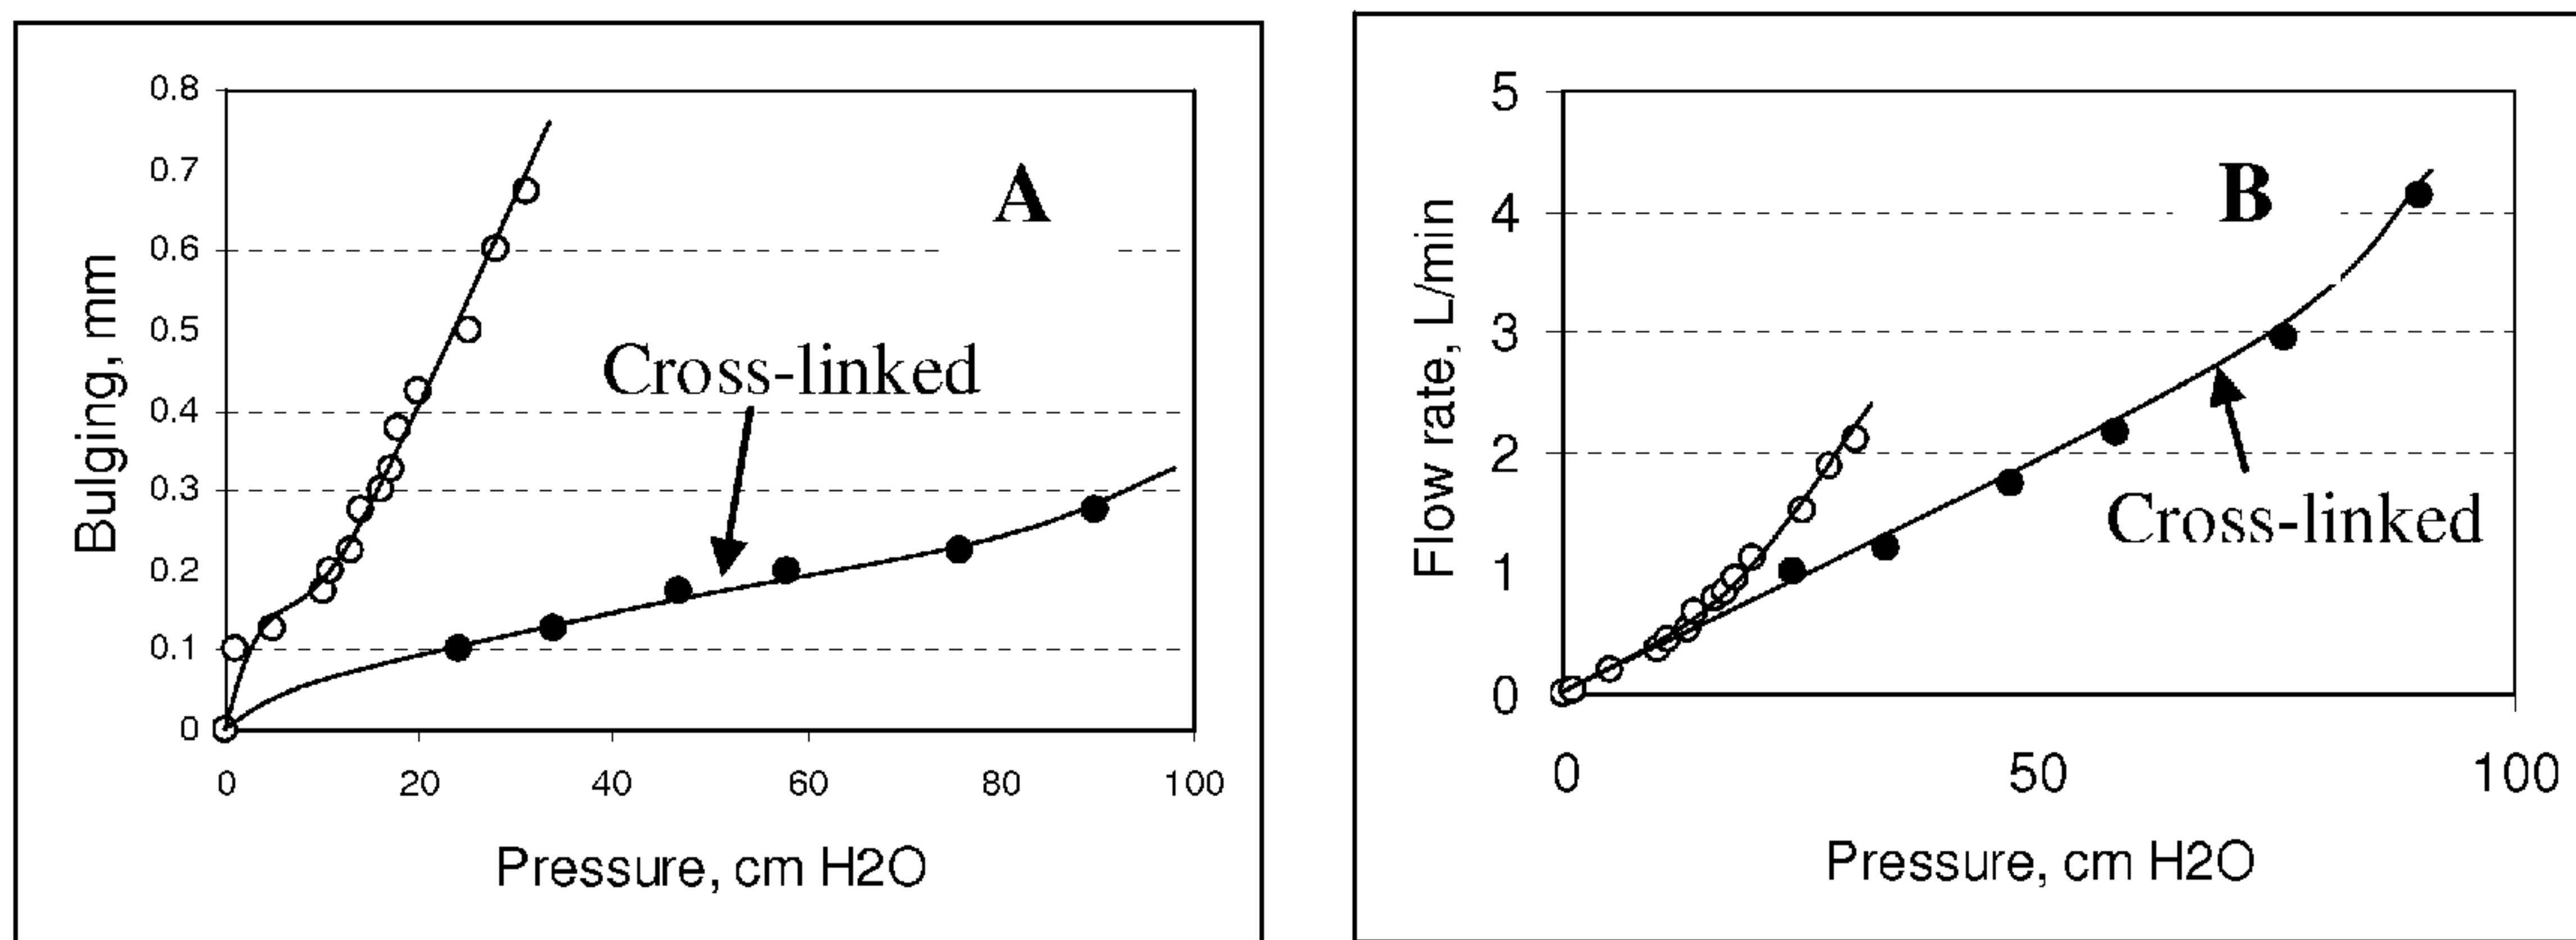 0.8
0.7
0.6
0.5
0.4
0.3
0.2
0.1
0
Bulging, mm
A
Cross-linked
0 20 40 60 80 100
Pressure, cm H2O
5
4
3
2
1
0
Flow rate, L/min
B
Cross-linked
0 50 100
Pressure, cm H2O